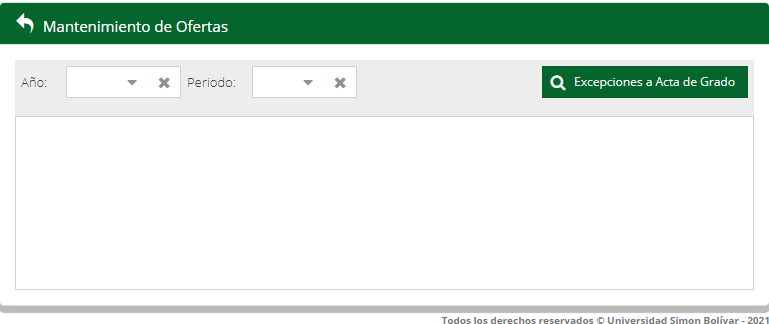 Mantenimiento de Ofertas
Año: Periodo: Excepciones a Acta de Grado
Todos los derechos reservados © Universidad Simon Bolívar - 2021